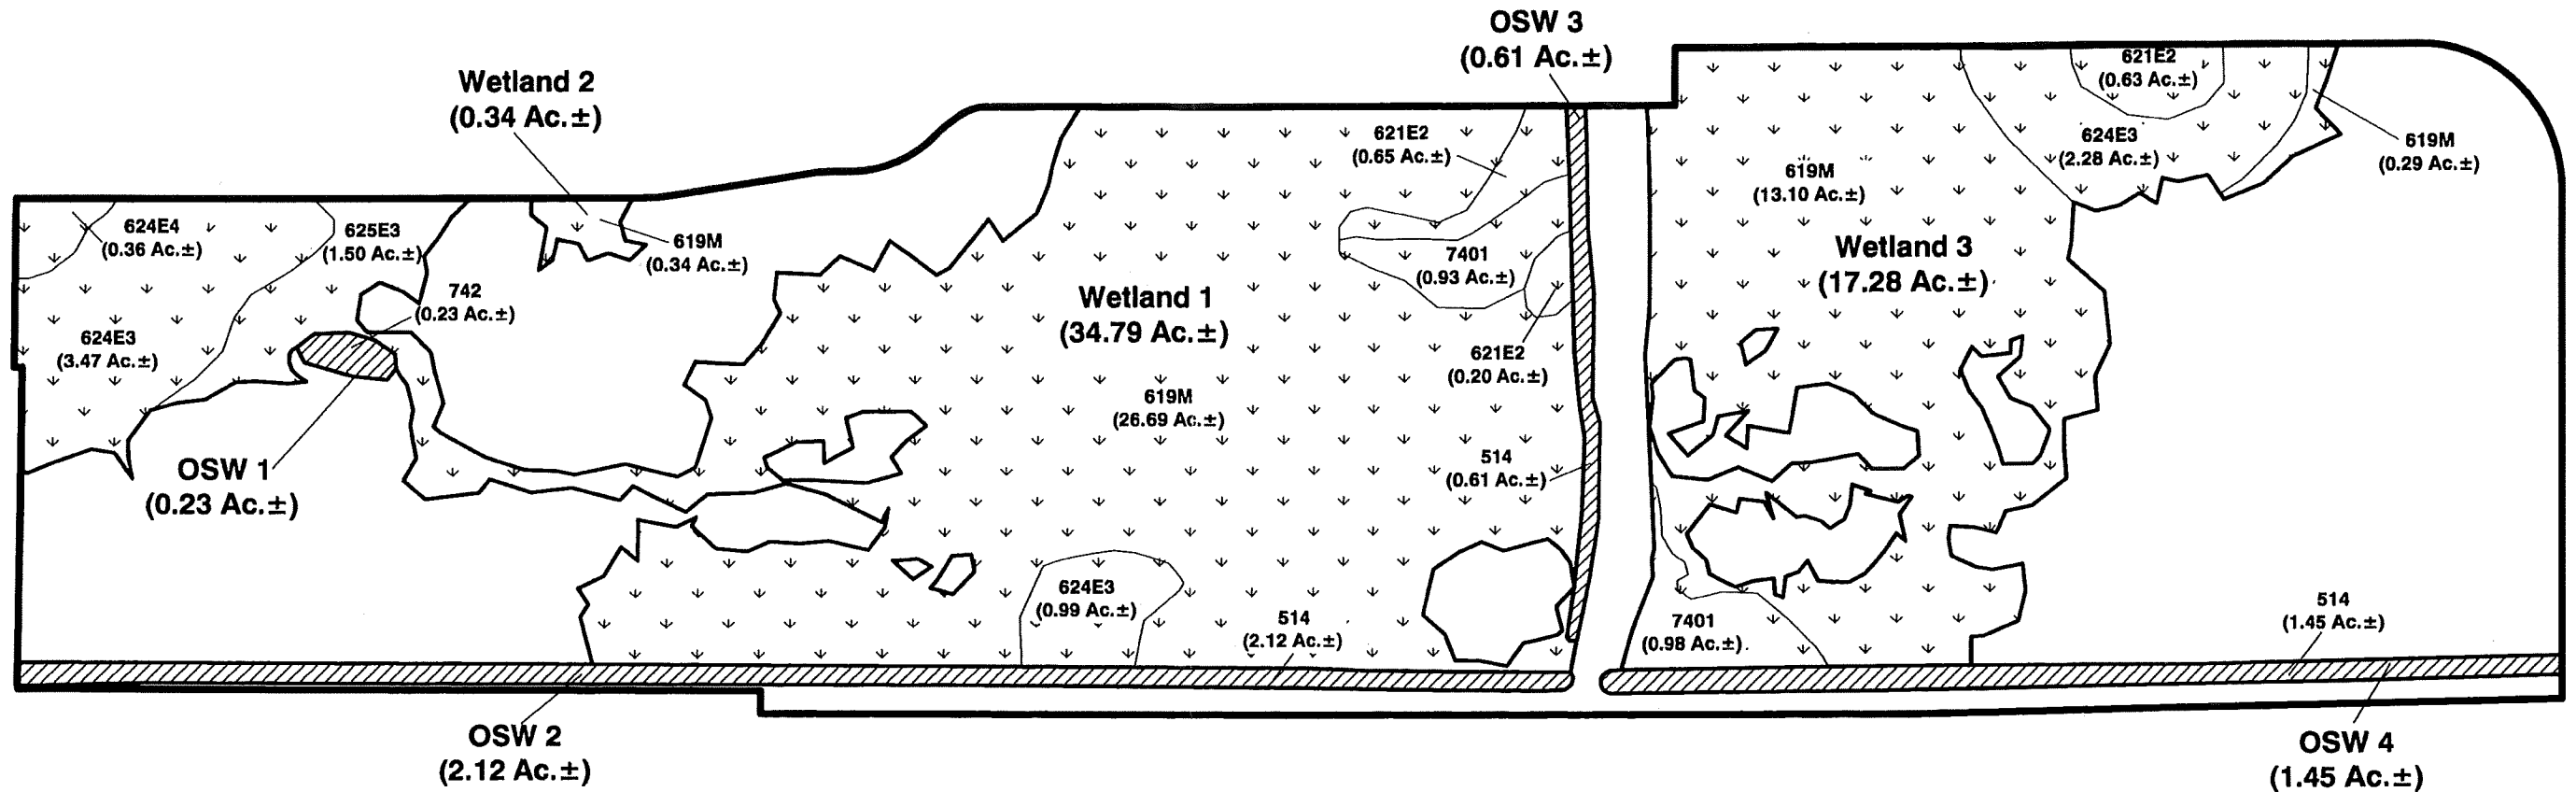 OSW 3
(0.61 Ac.±)
Wetland 2
(0.34 Ac.±)
621E2
(0.63 Ac.±)
621E2
(0.65 Ac.±)
624E3
(2.28 Ac.±)
619M
(0.29 Ac.±)
619M
(13.10 Ac.±)
624E4
(0.36 Ac.±)
625E3
(1.50 Ac.±)
619M
(0.34 Ac.±)
Wetland 3
(17.28 Ac.±)
7401
(0.93 Ac.±)
742
(0.23 Ac.±)
Wetland 1
(34.79 Ac.±)
624E3
(3.47 Ac.±)
621E2
(0.20 Ac.±)
619M
(26.69 Ac.±)
514
(0.61 Ac.±)
OSW 1
(0.23 Ac.±)
624E3
(0.99 Ac.±)
514
(2.12 Ac.±)
7401
(0.98 Ac.±)
514
(1.45 Ac.±)
OSW 2
(2.12 Ac.±)
OSW 4
(1.45 Ac.±)